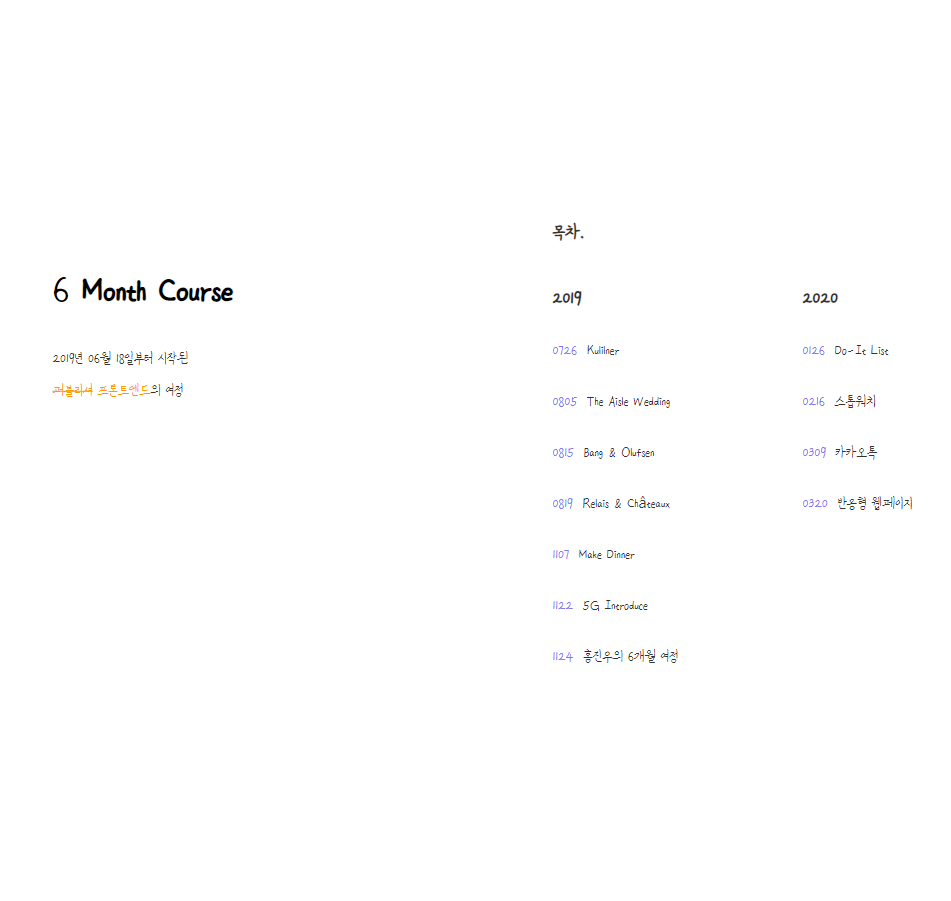 6 Month Course
2019년 06월 18일부터 시작된
퍼블리셔 프론트엔드의 여정
목차.
2019
0726 Kulilner
0805 The Aisle Wedding
0815 Bang & Olufsen
0819 Relais & Châteaux
1107 Make Dinner
1122 5G Introduce
1124 홍진우의 6개월 여정
2020
0126 Do-It List
0216 스톱워치
0309 카카오톡
0320 반응형 웹페이지